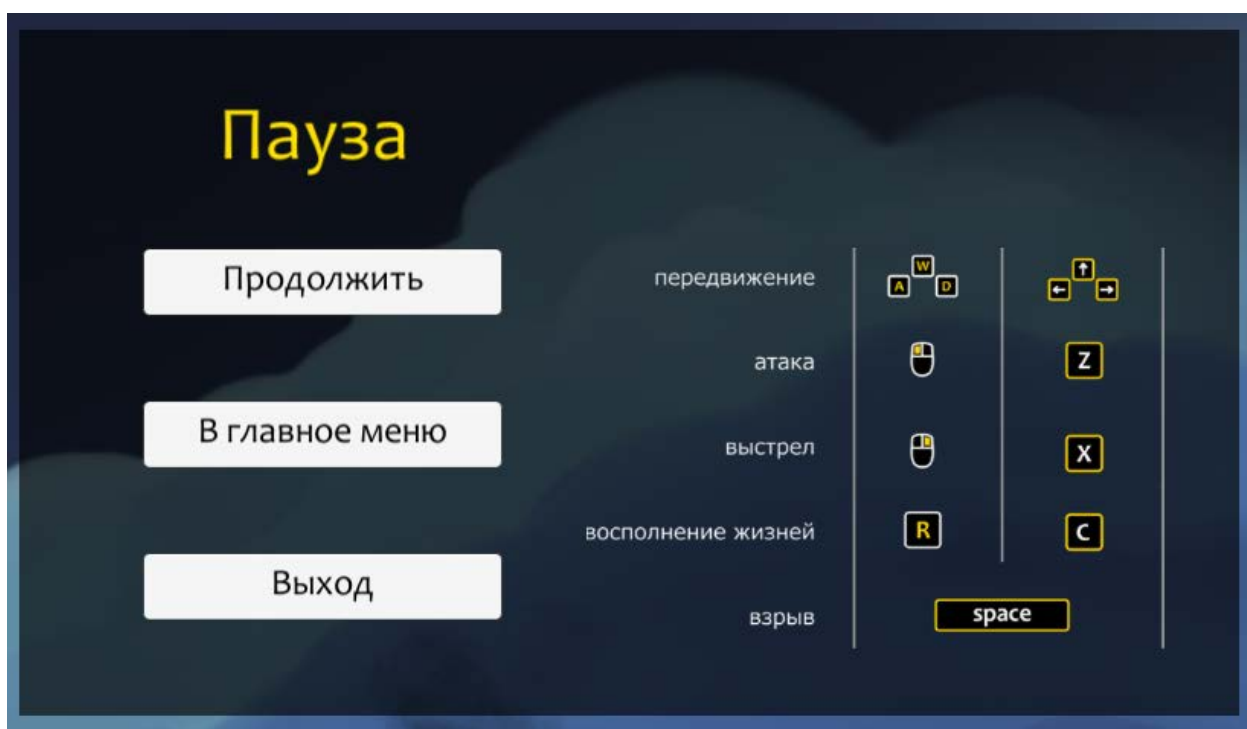 Пауза
Продолжить
В главное меню
Выход
передвижение W A D ↑ ← →
атака Z
выстрел X
восполнение жизней R C
взрыв space